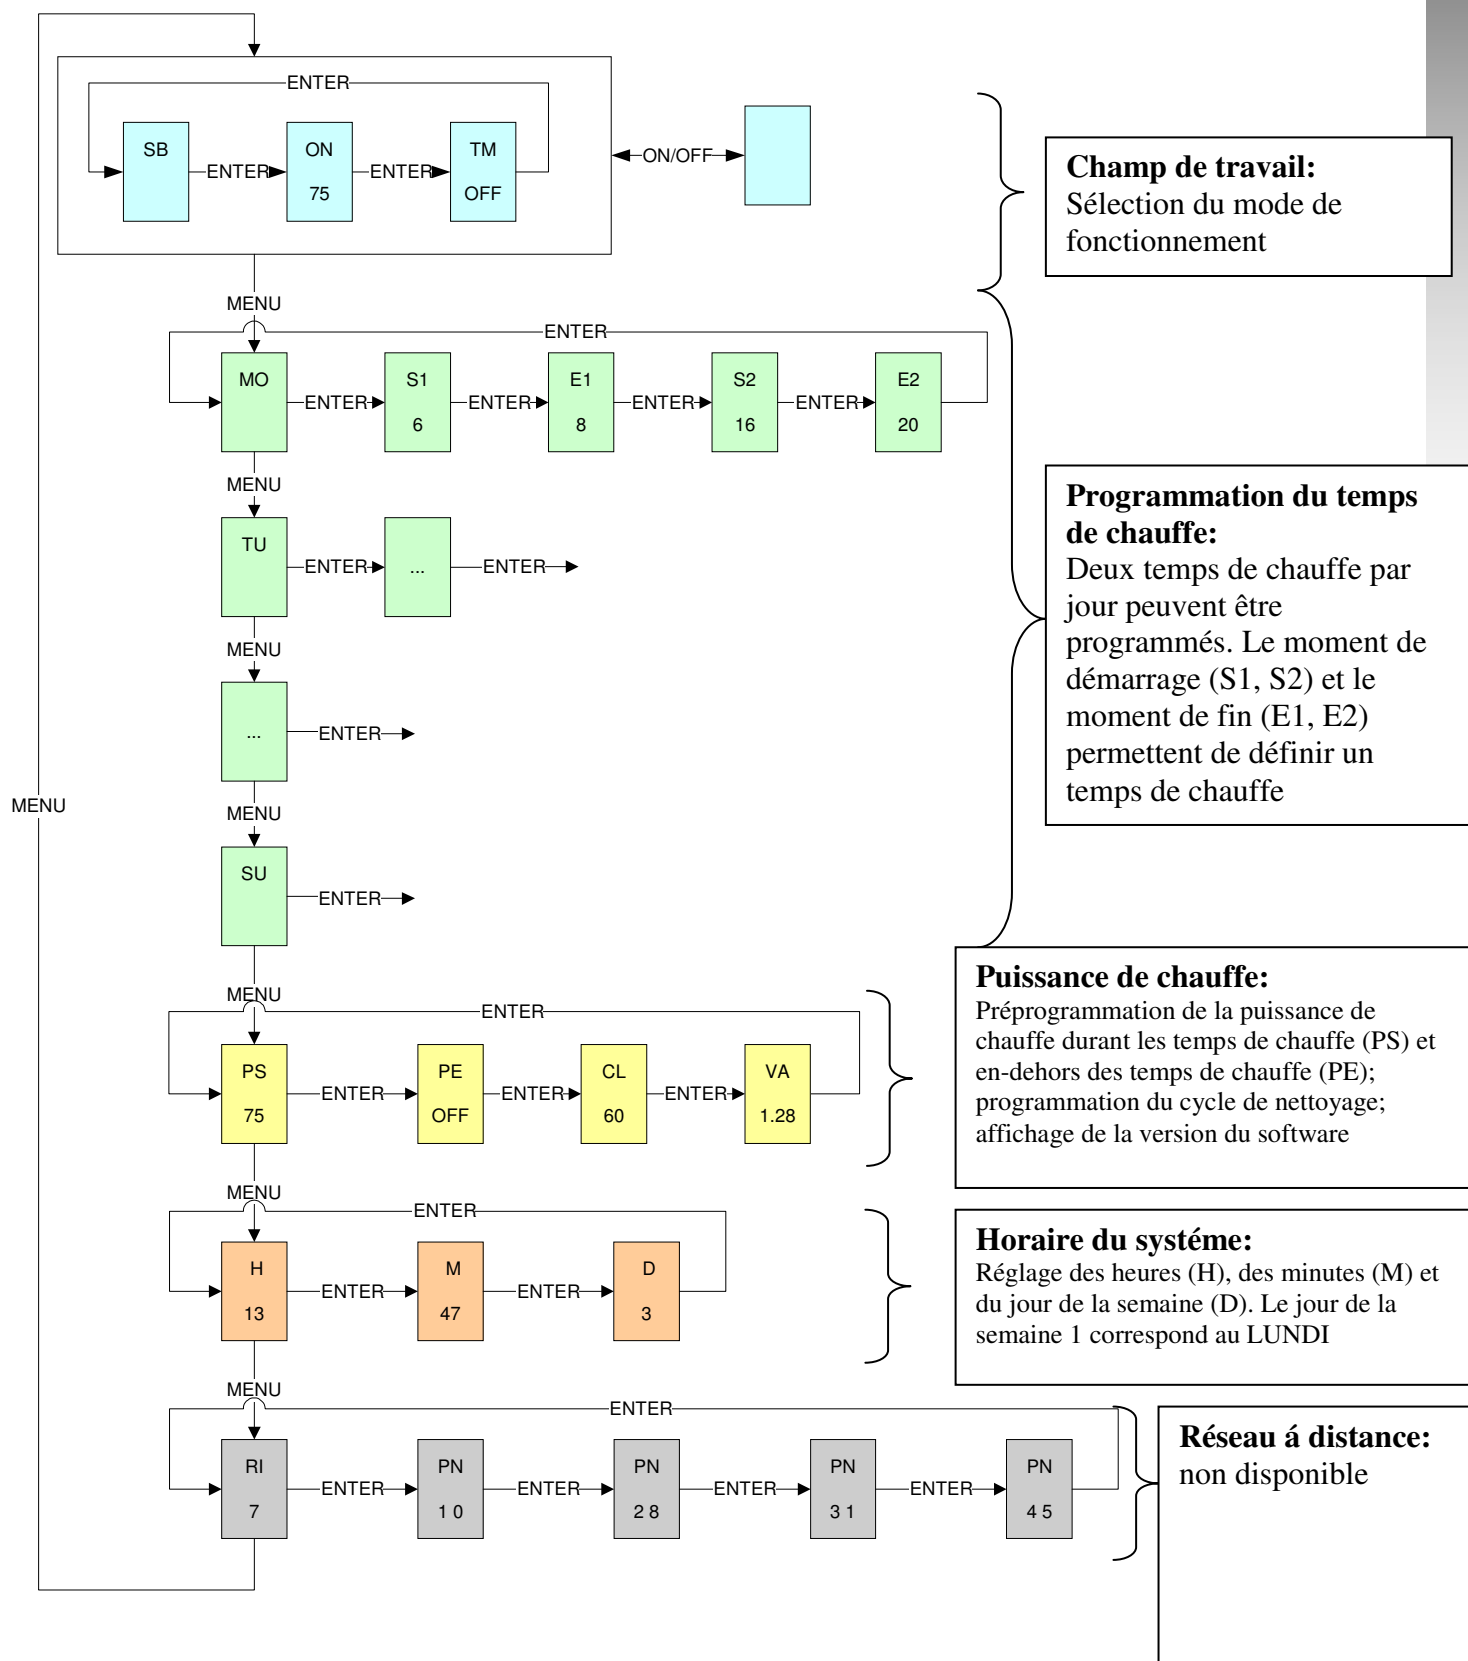 ENTER
SB
ENTER
ON
75
ENTER
TM
OFF
ON/OFF
Champ de travail:
Sélection du mode de
fonctionnement
MENU
ENTER
MO
ENTER
S1
6
ENTER
E1
8
ENTER
S2
16
ENTER
E2
20
MENU
TU
ENTER
...
ENTER
MENU
...
ENTER
MENU
SU
ENTER
MENU
Programmation du temps
de chauffe:
Deux temps de chauffe par
jour peuvent être
programmés. Le moment de
démarrage (S1, S2) et le
moment de fin (E1, E2)
permettent de définir un
temps de chauffe
MENU
ENTER
PS
75
ENTER
PE
OFF
ENTER
CL
60
ENTER
VA
1.28
Puissance de chauffe:
Préprogrammation de la puissance de
chauffe durant les temps de chauffe (PS) et
en-dehors des temps de chauffe (PE);
programmation du cycle de nettoyage;
affichage de la version du software
MENU
ENTER
H
13
ENTER
M
47
ENTER
D
3
Horaire du systéme:
Réglage des heures (H), des minutes (M) et
du jour de la semaine (D). Le jour de la
semaine 1 correspond au LUNDI
MENU
ENTER
RI
7
ENTER
PN
1 0
ENTER
PN
2 8
ENTER
PN
3 1
ENTER
PN
4 5
Réseau á distance:
non disponible